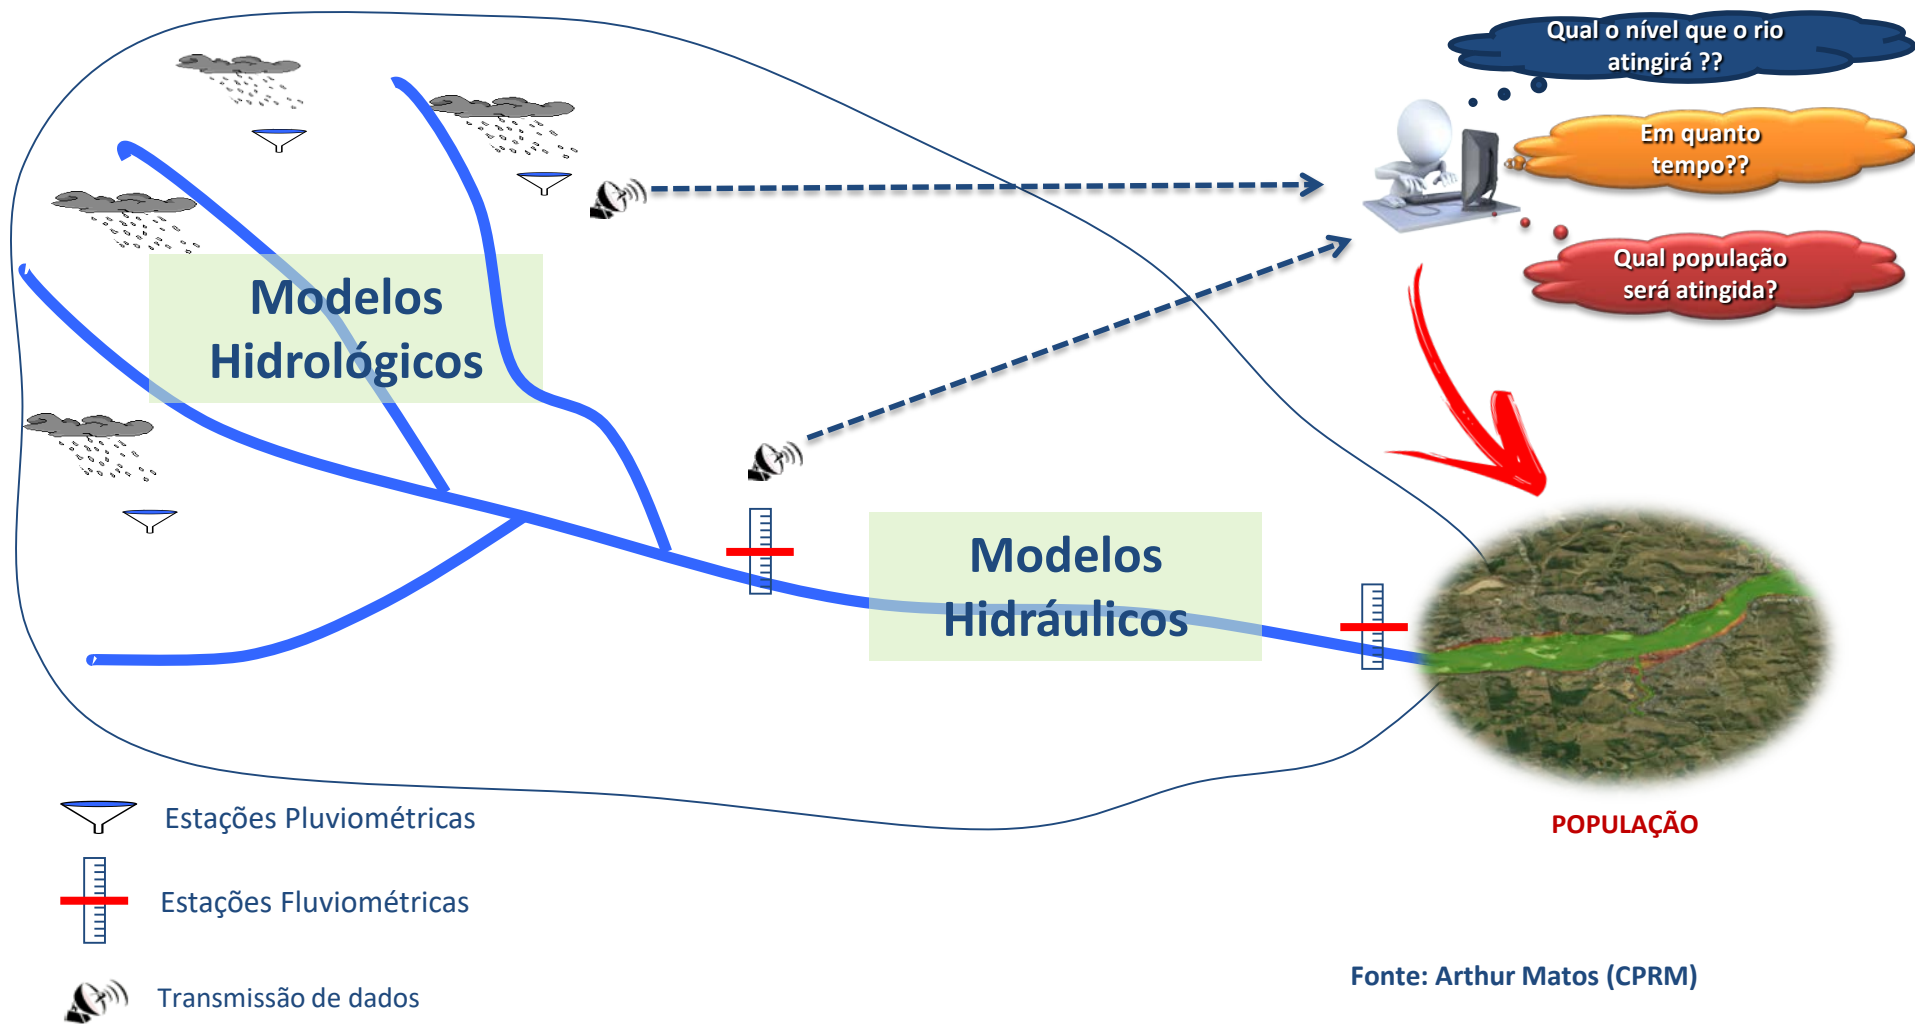 Qual o nível que o rio
atingirá ??
Em quanto
tempo??
Qual população
será atingida?
Modelos
Hidrológicos
Modelos
Hidráulicos
POPULAÇÃO
Estações Pluviométricas
Estações Fluviométricas
Transmissão de dados
Fonte: Arthur Matos (CPRM)